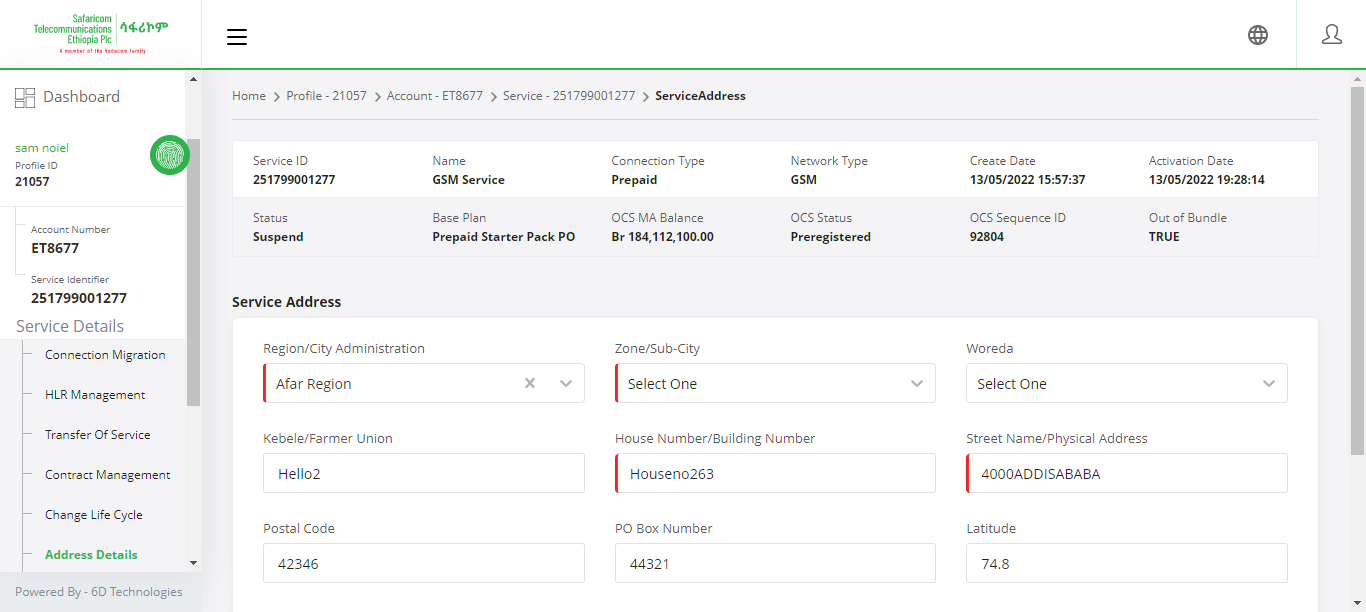 Safaricom
Telecommunications
Ethiopia Plc
ሳፋሪኮም
A member of the Vodacom family
Dashboard
sam noiel
Profile ID
21057
Account Number
ET8677
Service Identifier
251799001277
Service Details
Connection Migration
HLR Management
Transfer Of Service
Contract Management
Change Life Cycle
Address Details
Powered By - 6D Technologies
Home > Profile - 21057 > Account - ET8677 > Service - 251799001277 > ServiceAddress
Service ID Name Connection Type Network Type Create Date Activation Date
251799001277 GSM Service Prepaid GSM 13/05/2022 15:57:37 13/05/2022 19:28:14
Status Base Plan OCS MA Balance OCS Status OCS Sequence ID Out of Bundle
Suspend Prepaid Starter Pack PO Br 184,112,100.00 Preregistered 92804 TRUE
Service Address
Region/City Administration Zone/Sub-City Woreda
Afar Region Select One Select One
Kebele/Farmer Union House Number/Building Number Street Name/Physical Address
Hello2 Houseno263 4000ADDISABABA
Postal Code PO Box Number Latitude
42346 44321 74.8